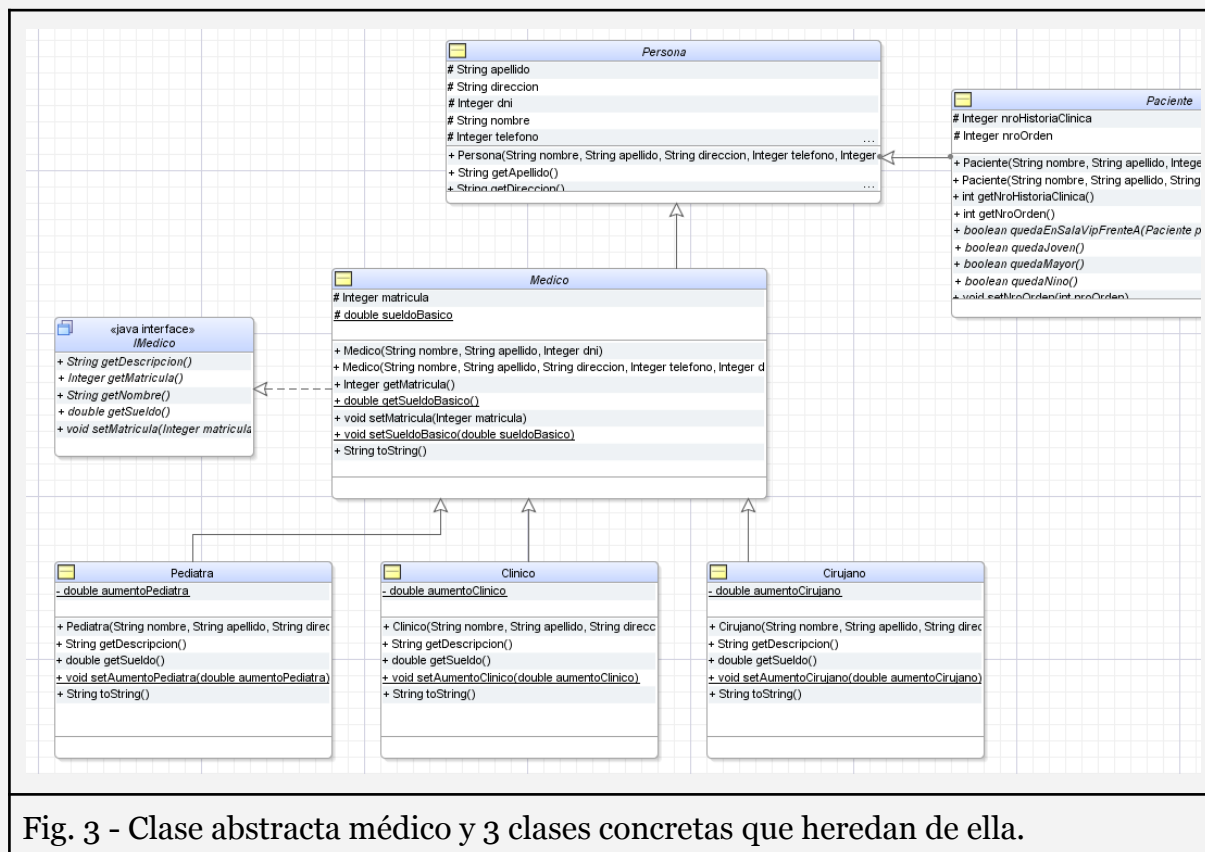 Persona
# String apellido
# String direccion
# Integer dni
# String nombre
# Integer telefono
...
+ Persona(String nombre, String apellido, String direccion, Integer telefono, Integer
+ String getApellido()
+ String getDireccion()
...
Paciente
# Integer nroHistoriaClinica
# Integer nroOrden
+ Paciente(String nombre, String apellido, Intege
+ Paciente(String nombre, String apellido, String
+ int getNroHistoriaClinica()
+ int getNroOrden()
+ boolean quedaEnSalaVipFrenteA(Paciente p
+ boolean quedaJoven()
+ boolean quedaMayor()
+ boolean quedaNino()
+ void setNroOrden(int nroOrden)
Medico
# Integer matricula
# double sueldoBasico
+ Medico(String nombre, String apellido, Integer dni)
+ Medico(String nombre, String apellido, String direccion, Integer telefono, Integer d
+ Integer getMatricula()
+ double getSueldoBasico()
+ void setMatricula(Integer matricula)
+ void setSueldoBasico(double sueldoBasico)
+ String toString()
«java interface»
IMedico
+ String getDescripcion()
+ Integer getMatricula()
+ String getNombre()
+ double getSueldo()
+ void setMatricula(Integer matricula
Pediatra
- double aumentoPediatra
+ Pediatra(String nombre, String apellido, String direc
+ String getDescripcion()
+ double getSueldo()
+ void setAumentoPediatra(double aumentoPediatra)
+ String toString()
Clinico
- double aumentoClinico
+ Clinico(String nombre, String apellido, String direcc
+ String getDescripcion()
+ double getSueldo()
+ void setAumentoClinico(double aumentoClinico)
+ String toString()
Cirujano
- double aumentoCirujano
+ Cirujano(String nombre, String apellido, String direc
+ String getDescripcion()
+ double getSueldo()
+ void setAumentoCirujano(double aumentoCirujano)
+ String toString()
Fig. 3 - Clase abstracta médico y 3 clases concretas que heredan de ella.